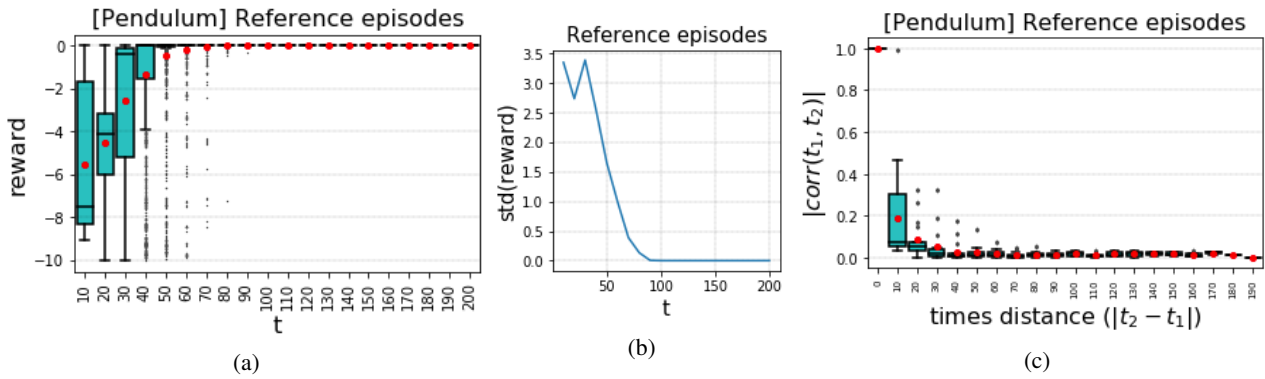 [Pendulum] Reference episodes
reward
0
−2
−4
−6
−8
−10
10 20 30 40 50 60 70 80 90 100 110 120 130 140 150 160 170 180 190 200
t
(a)
Reference episodes
std(reward)
3.5
3.0
2.5
2.0
1.5
1.0
0.5
0.0
50 100 150 200
t
(b)
[Pendulum] Reference episodes
|corr(t₁, t₂)|
1.0
0.8
0.6
0.4
0.2
0.0
0 10 20 30 40 50 60 70 80 90 100 110 120 130 140 150 160 170 180 190
times distance (|t₂ − t₁|)
(c)